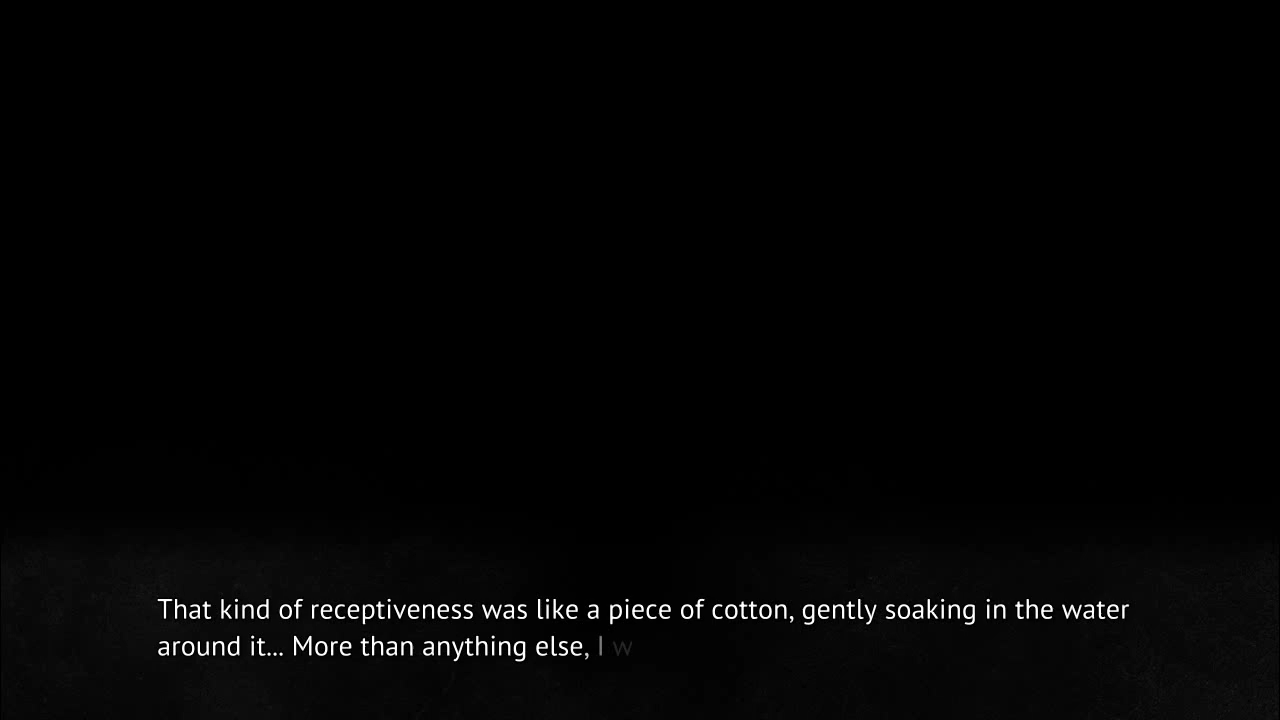 That kind of receptiveness was like a piece of cotton, gently soaking in the water
around it... More than anything else, I w